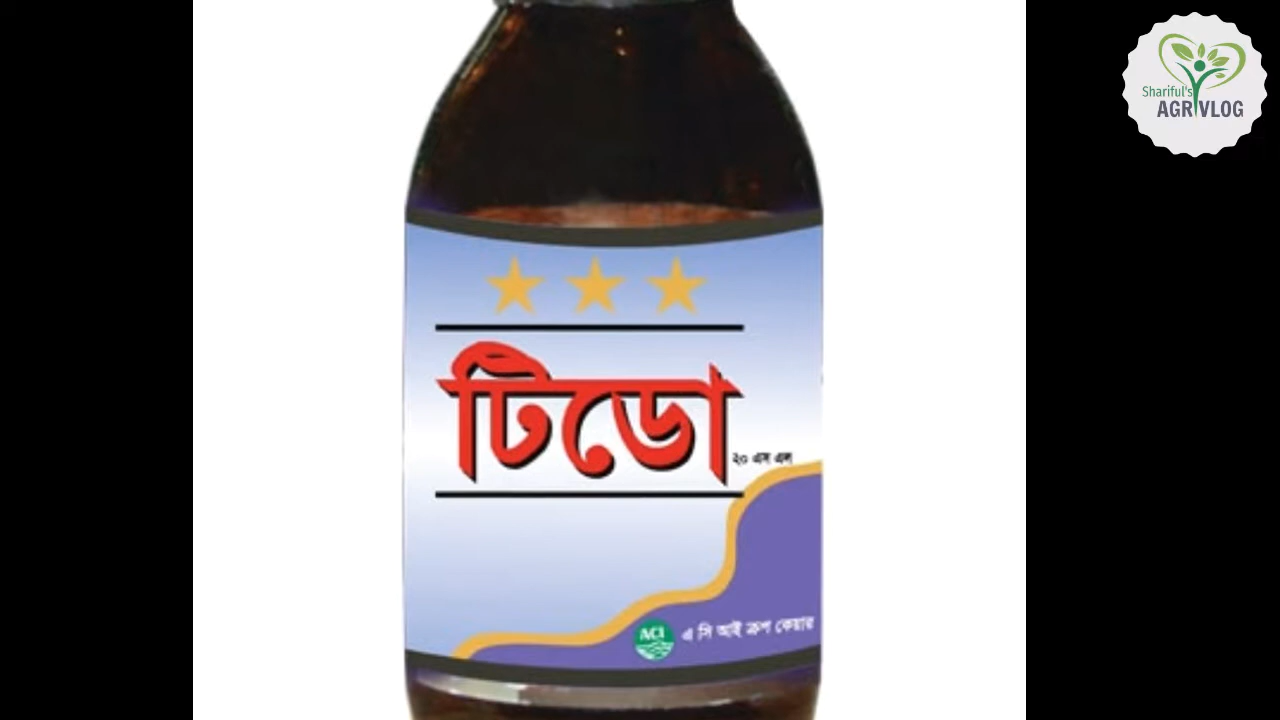 Shariful's
AGRIVLOG
টিডো
২০ এস এল
ACI
এ সি আই ক্রপ কেয়ার